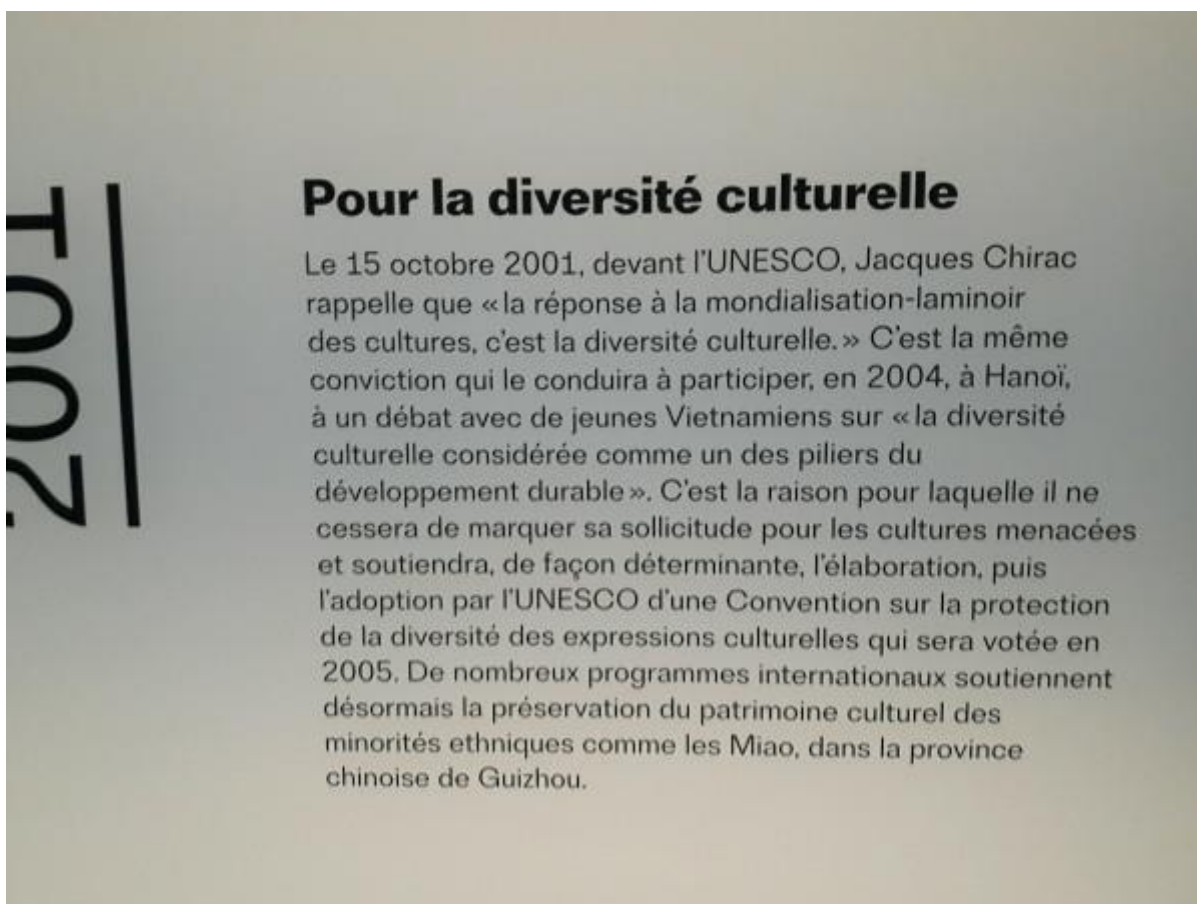 2001
Pour la diversité culturelle
Le 15 octobre 2001, devant l'UNESCO, Jacques Chirac
rappelle que « la réponse à la mondialisation-laminoir
des cultures, c'est la diversité culturelle. » C'est la même
conviction qui le conduira à participer, en 2004, à Hanoï,
à un débat avec de jeunes Vietnamiens sur « la diversité
culturelle considérée comme un des piliers du
développement durable ». C'est la raison pour laquelle il ne
cessera de marquer sa sollicitude pour les cultures menacées
et soutiendra, de façon déterminante, l'élaboration, puis
l'adoption par l'UNESCO d'une Convention sur la protection
de la diversité des expressions culturelles qui sera votée en
2005. De nombreux programmes internationaux soutiennent
désormais la préservation du patrimoine culturel des
minorités ethniques comme les Miao, dans la province
chinoise de Guizhou.